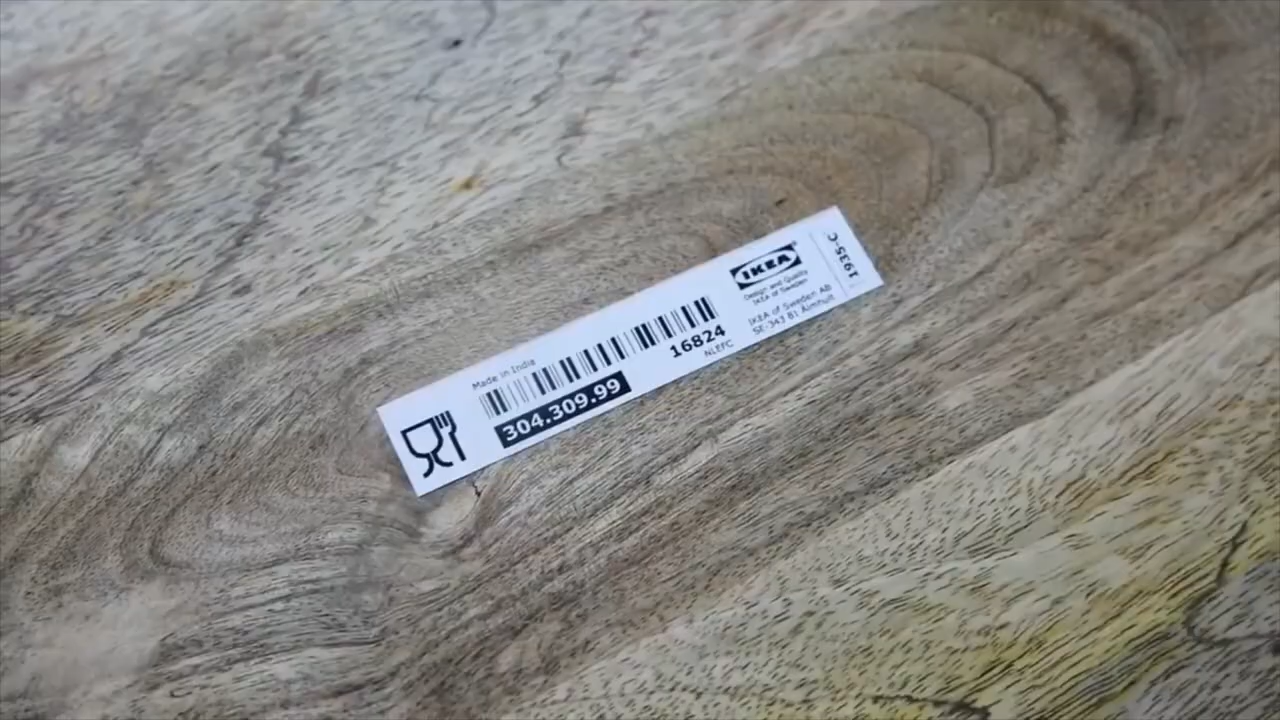 Made in India
304.309.99
16824
NLEFC
IKEA
Design and Quality
IKEA of Sweden
IKEA of Sweden AB
SE-343 81 Älmhult
1935-C